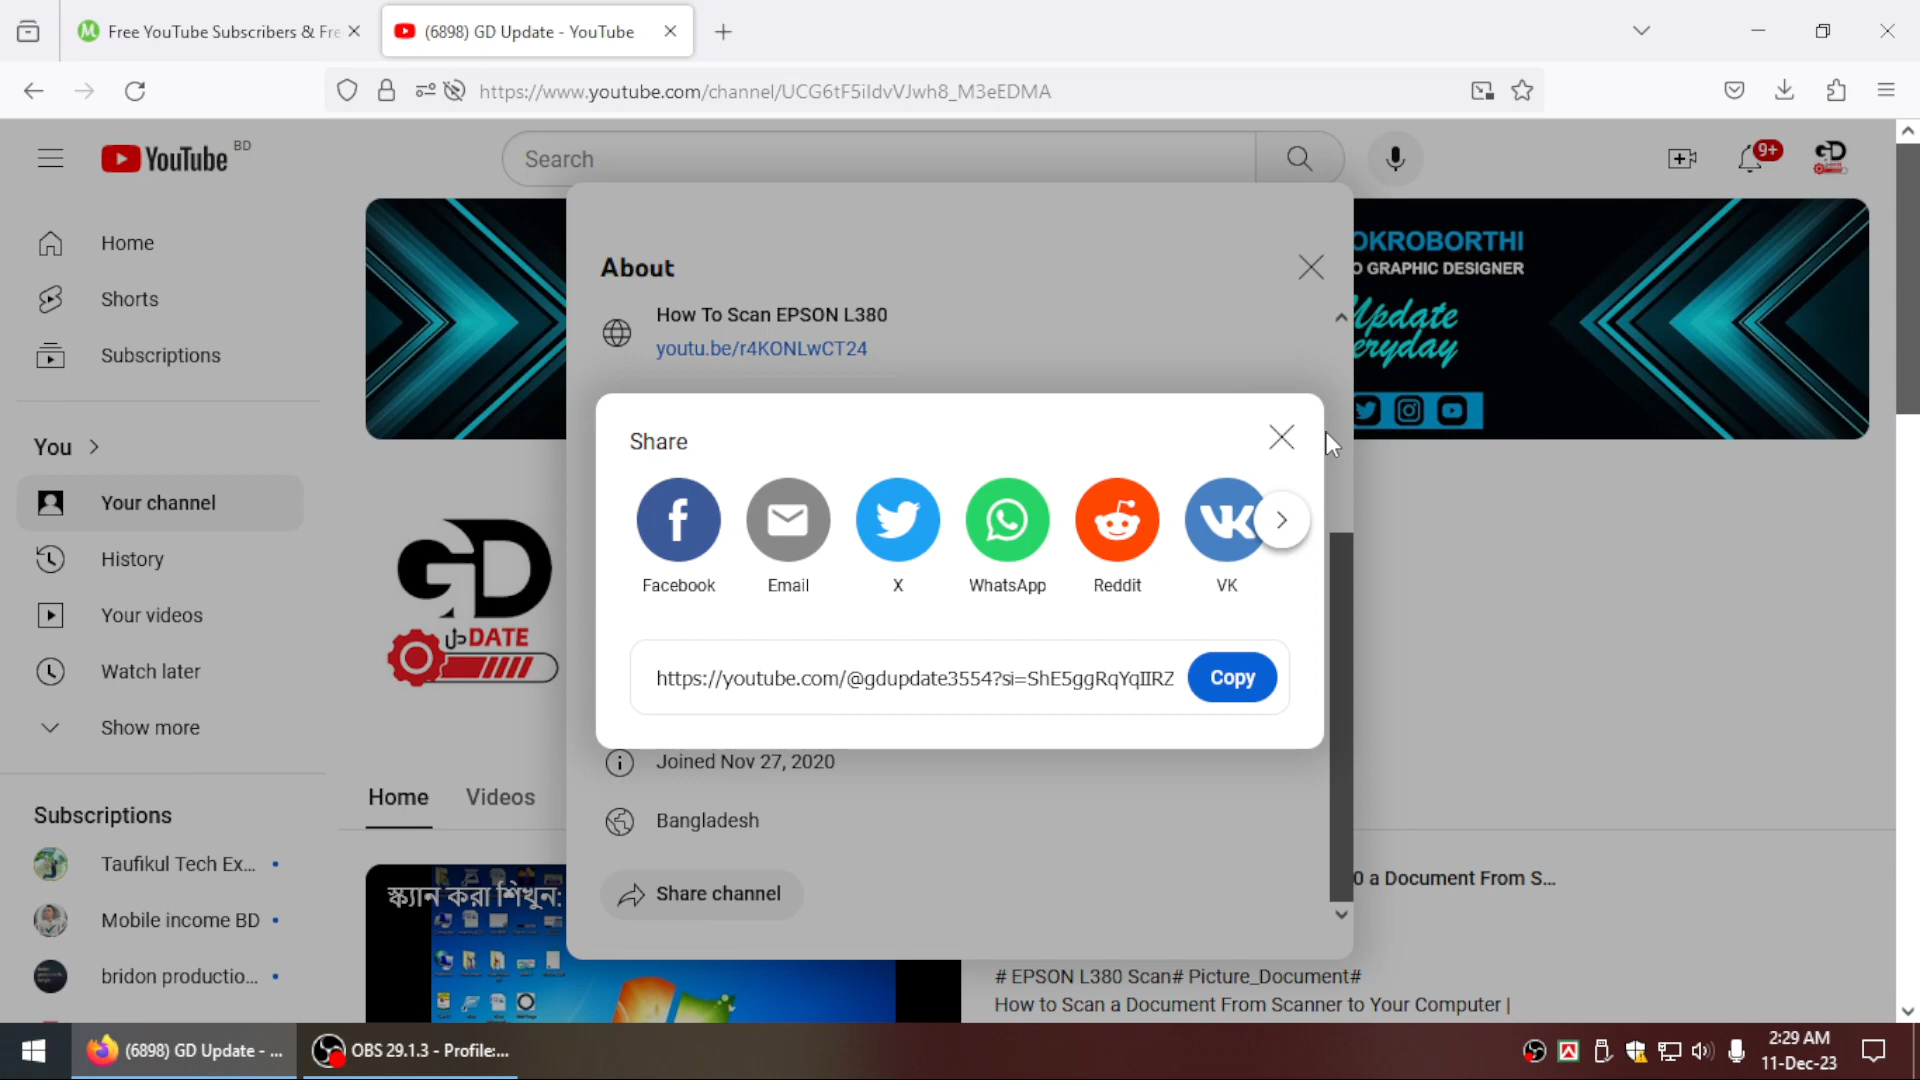 Free YouTube Subscribers & Fre
(6898) GD Update - YouTube
https://www.youtube.com/channel/UCG6tF5iIdvVJwh8_M3eEDMA
YouTube BD
Search
9+
GD
Home
Shorts
Subscriptions
You
Your channel
History
Your videos
Watch later
Show more
Subscriptions
Taufikul Tech Ex...
Mobile income BD
bridon productio...
OKROBORTHI
O GRAPHIC DESIGNER
Update
eryday
GD
UPDATE
Home
Videos
About
How To Scan EPSON L380
youtu.be/r4KONLwCT24
Share
Facebook
Email
X
WhatsApp
Reddit
VK
https://youtube.com/@gdupdate3554?si=ShE5ggRqYqIIRZ
Copy
Joined Nov 27, 2020
Bangladesh
Share channel
স্ক্যান করা শিখুন:
0 a Document From S...
# EPSON L380 Scan# Picture_Document#
How to Scan a Document From Scanner to Your Computer |
(6898) GD Update - ...
OBS 29.1.3 - Profile:...
2:29 AM
11-Dec-23